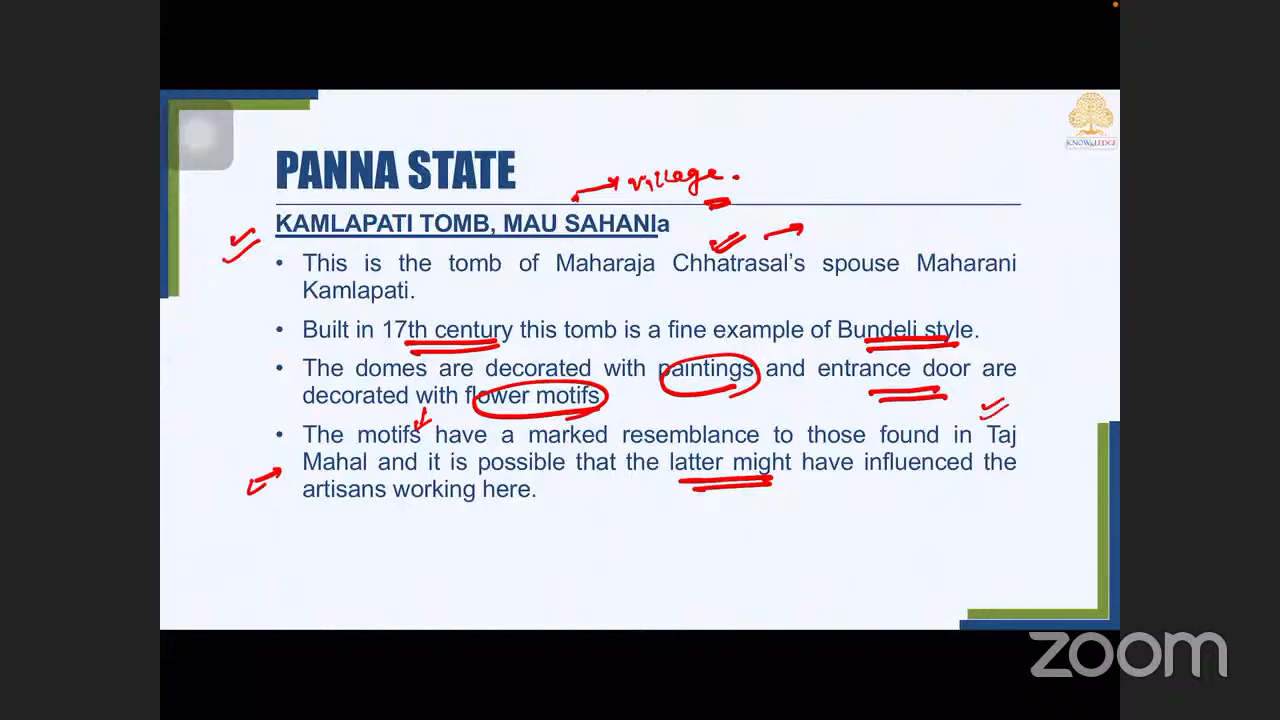 KNOWLEDGE
PANNA STATE
village.
KAMLAPATI TOMB, MAU SAHANIa
• This is the tomb of Maharaja Chhatrasal's spouse Maharani
Kamlapati.
• Built in 17th century this tomb is a fine example of Bundeli style.
• The domes are decorated with paintings and entrance door are
decorated with flower motifs
• The motifs have a marked resemblance to those found in Taj
Mahal and it is possible that the latter might have influenced the
artisans working here.
zoom